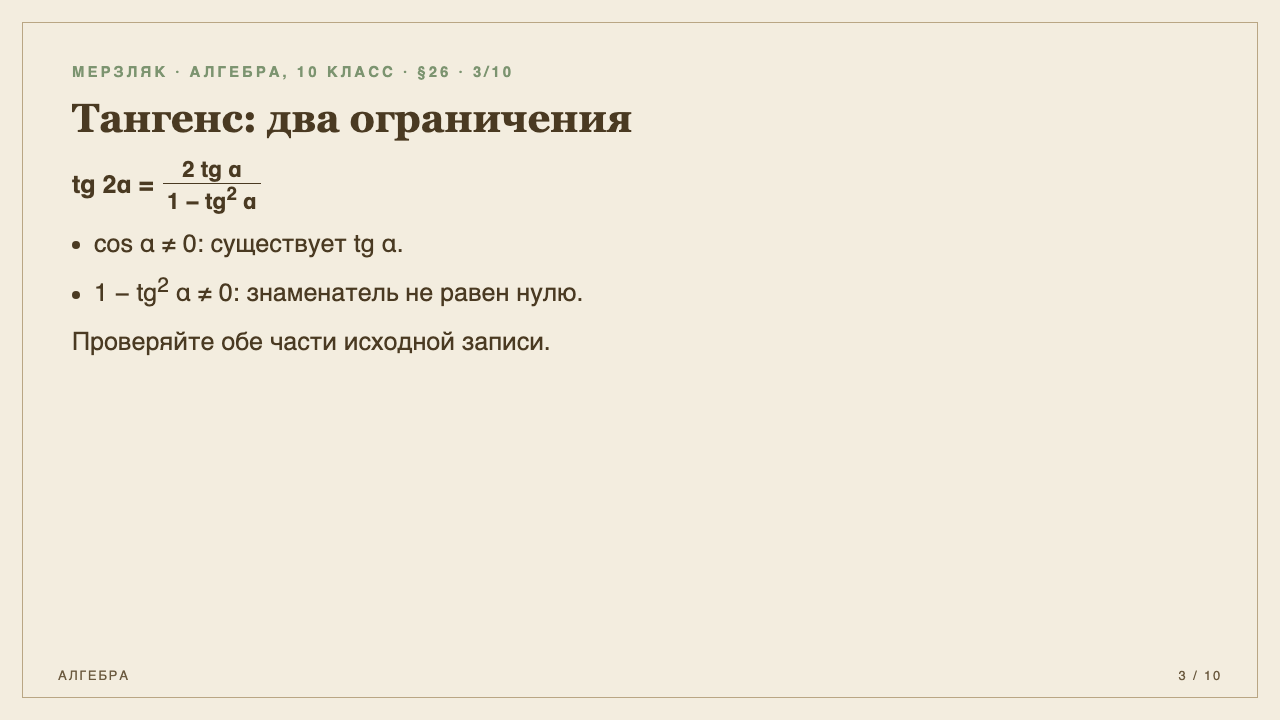 МЕРЗЛЯК · АЛГЕБРА, 10 КЛАСС · §26 · 3/10
Тангенс: два ограничения
tg 2α = 2 tg α / 1 − tg² α
• cos α ≠ 0: существует tg α.
• 1 − tg² α ≠ 0: знаменатель не равен нулю.
Проверяйте обе части исходной записи.
АЛГЕБРА
3 / 10